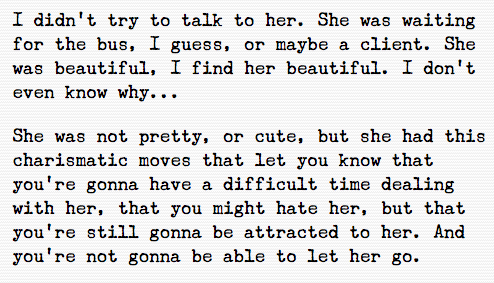 I didn't try to talk to her. She was waiting
for the bus, I guess, or maybe a client. She
was beautiful, I find her beautiful. I don't
even know why...
She was not pretty, or cute, but she had this
charismatic moves that let you know that
you're gonna have a difficult time dealing
with her, that you might hate her, but that
you're still gonna be attracted to her. And
you're not gonna be able to let her go.